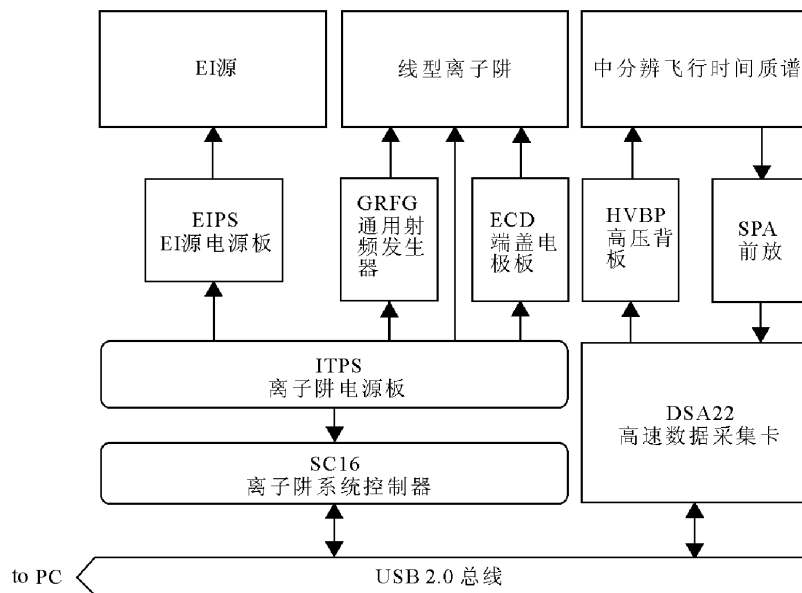 EI源
线型离子阱
中分辨飞行时间质谱
EIPS
EI源电源板
GRFG
通用射
频发生
器
ECD
端盖电
极板
HVBP
高压背
板
SPA
前放
ITPS
离子阱电源板
SC16
离子阱系统控制器
DSA22
高速数据采集卡
to PC
USB 2.0 总线